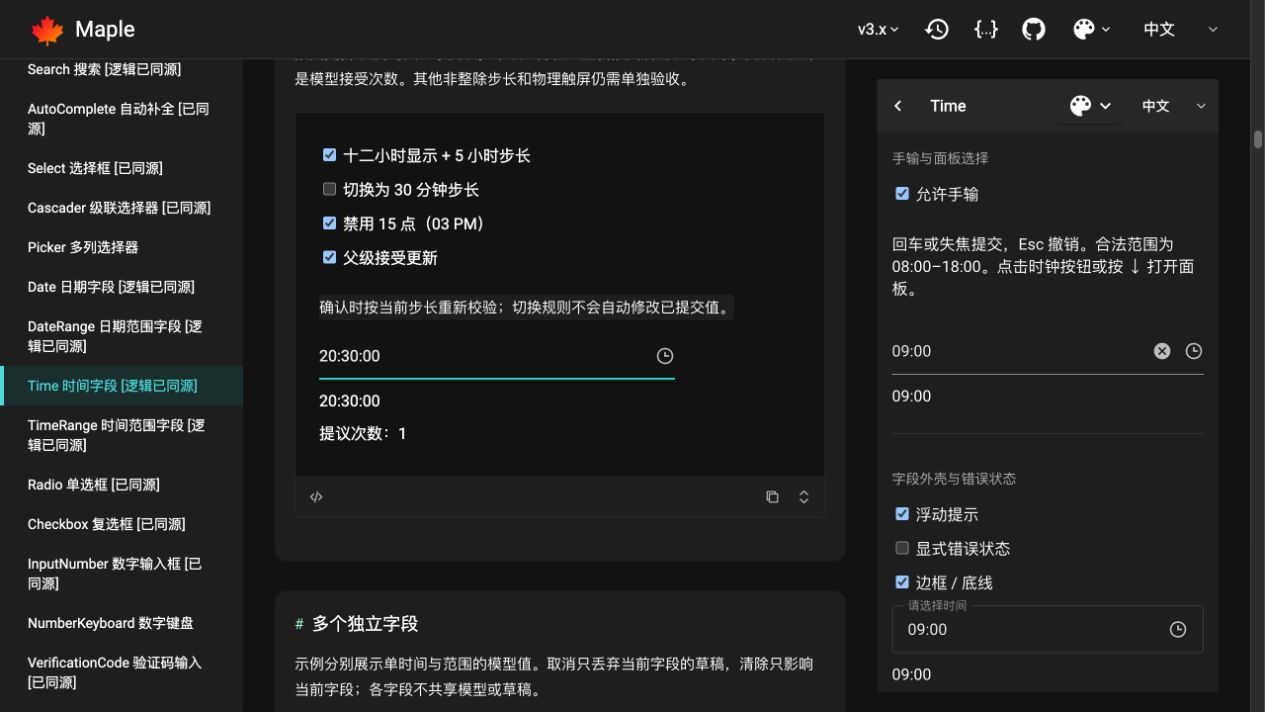 Maple
v3.x
{..}
中文
Search 搜索 [逻辑已同源]
AutoComplete 自动补全 [已同
源]
Select 选择框 [已同源]
Cascader 级联选择器 [已同源]
Picker 多列选择器
Date 日期字段 [逻辑已同源]
DateRange 日期范围字段 [逻
辑已同源]
Time 时间字段 [逻辑已同源]
TimeRange 时间范围字段 [逻
辑已同源]
Radio 单选框 [已同源]
Checkbox 复选框 [已同源]
InputNumber 数字输入框 [已
同源]
NumberKeyboard 数字键盘
VerificationCode 验证码输入
[已同源]
是模型接受次数。其他非整除步长和物理触屏仍需单独验收。
十二小时显示 + 5 小时步长
切换为 30 分钟步长
禁用 15 点（03 PM）
父级接受更新
确认时按当前步长重新校验；切换规则不会自动修改已提交值。
20:30:00
20:30:00
提议次数：1
# 多个独立字段
示例分别展示单时间与范围的模型值。取消只丢弃当前字段的草稿，清除只影响
当前字段；各字段不共享模型或草稿。
Time
中文
手输与面板选择
允许手输
回车或失焦提交，Esc 撤销。合法范围为
08:00–18:00。点击时钟按钮或按 ↓ 打开面
板。
09:00
09:00
字段外壳与错误状态
浮动提示
显式错误状态
边框 / 底线
请选择时间
09:00
09:00